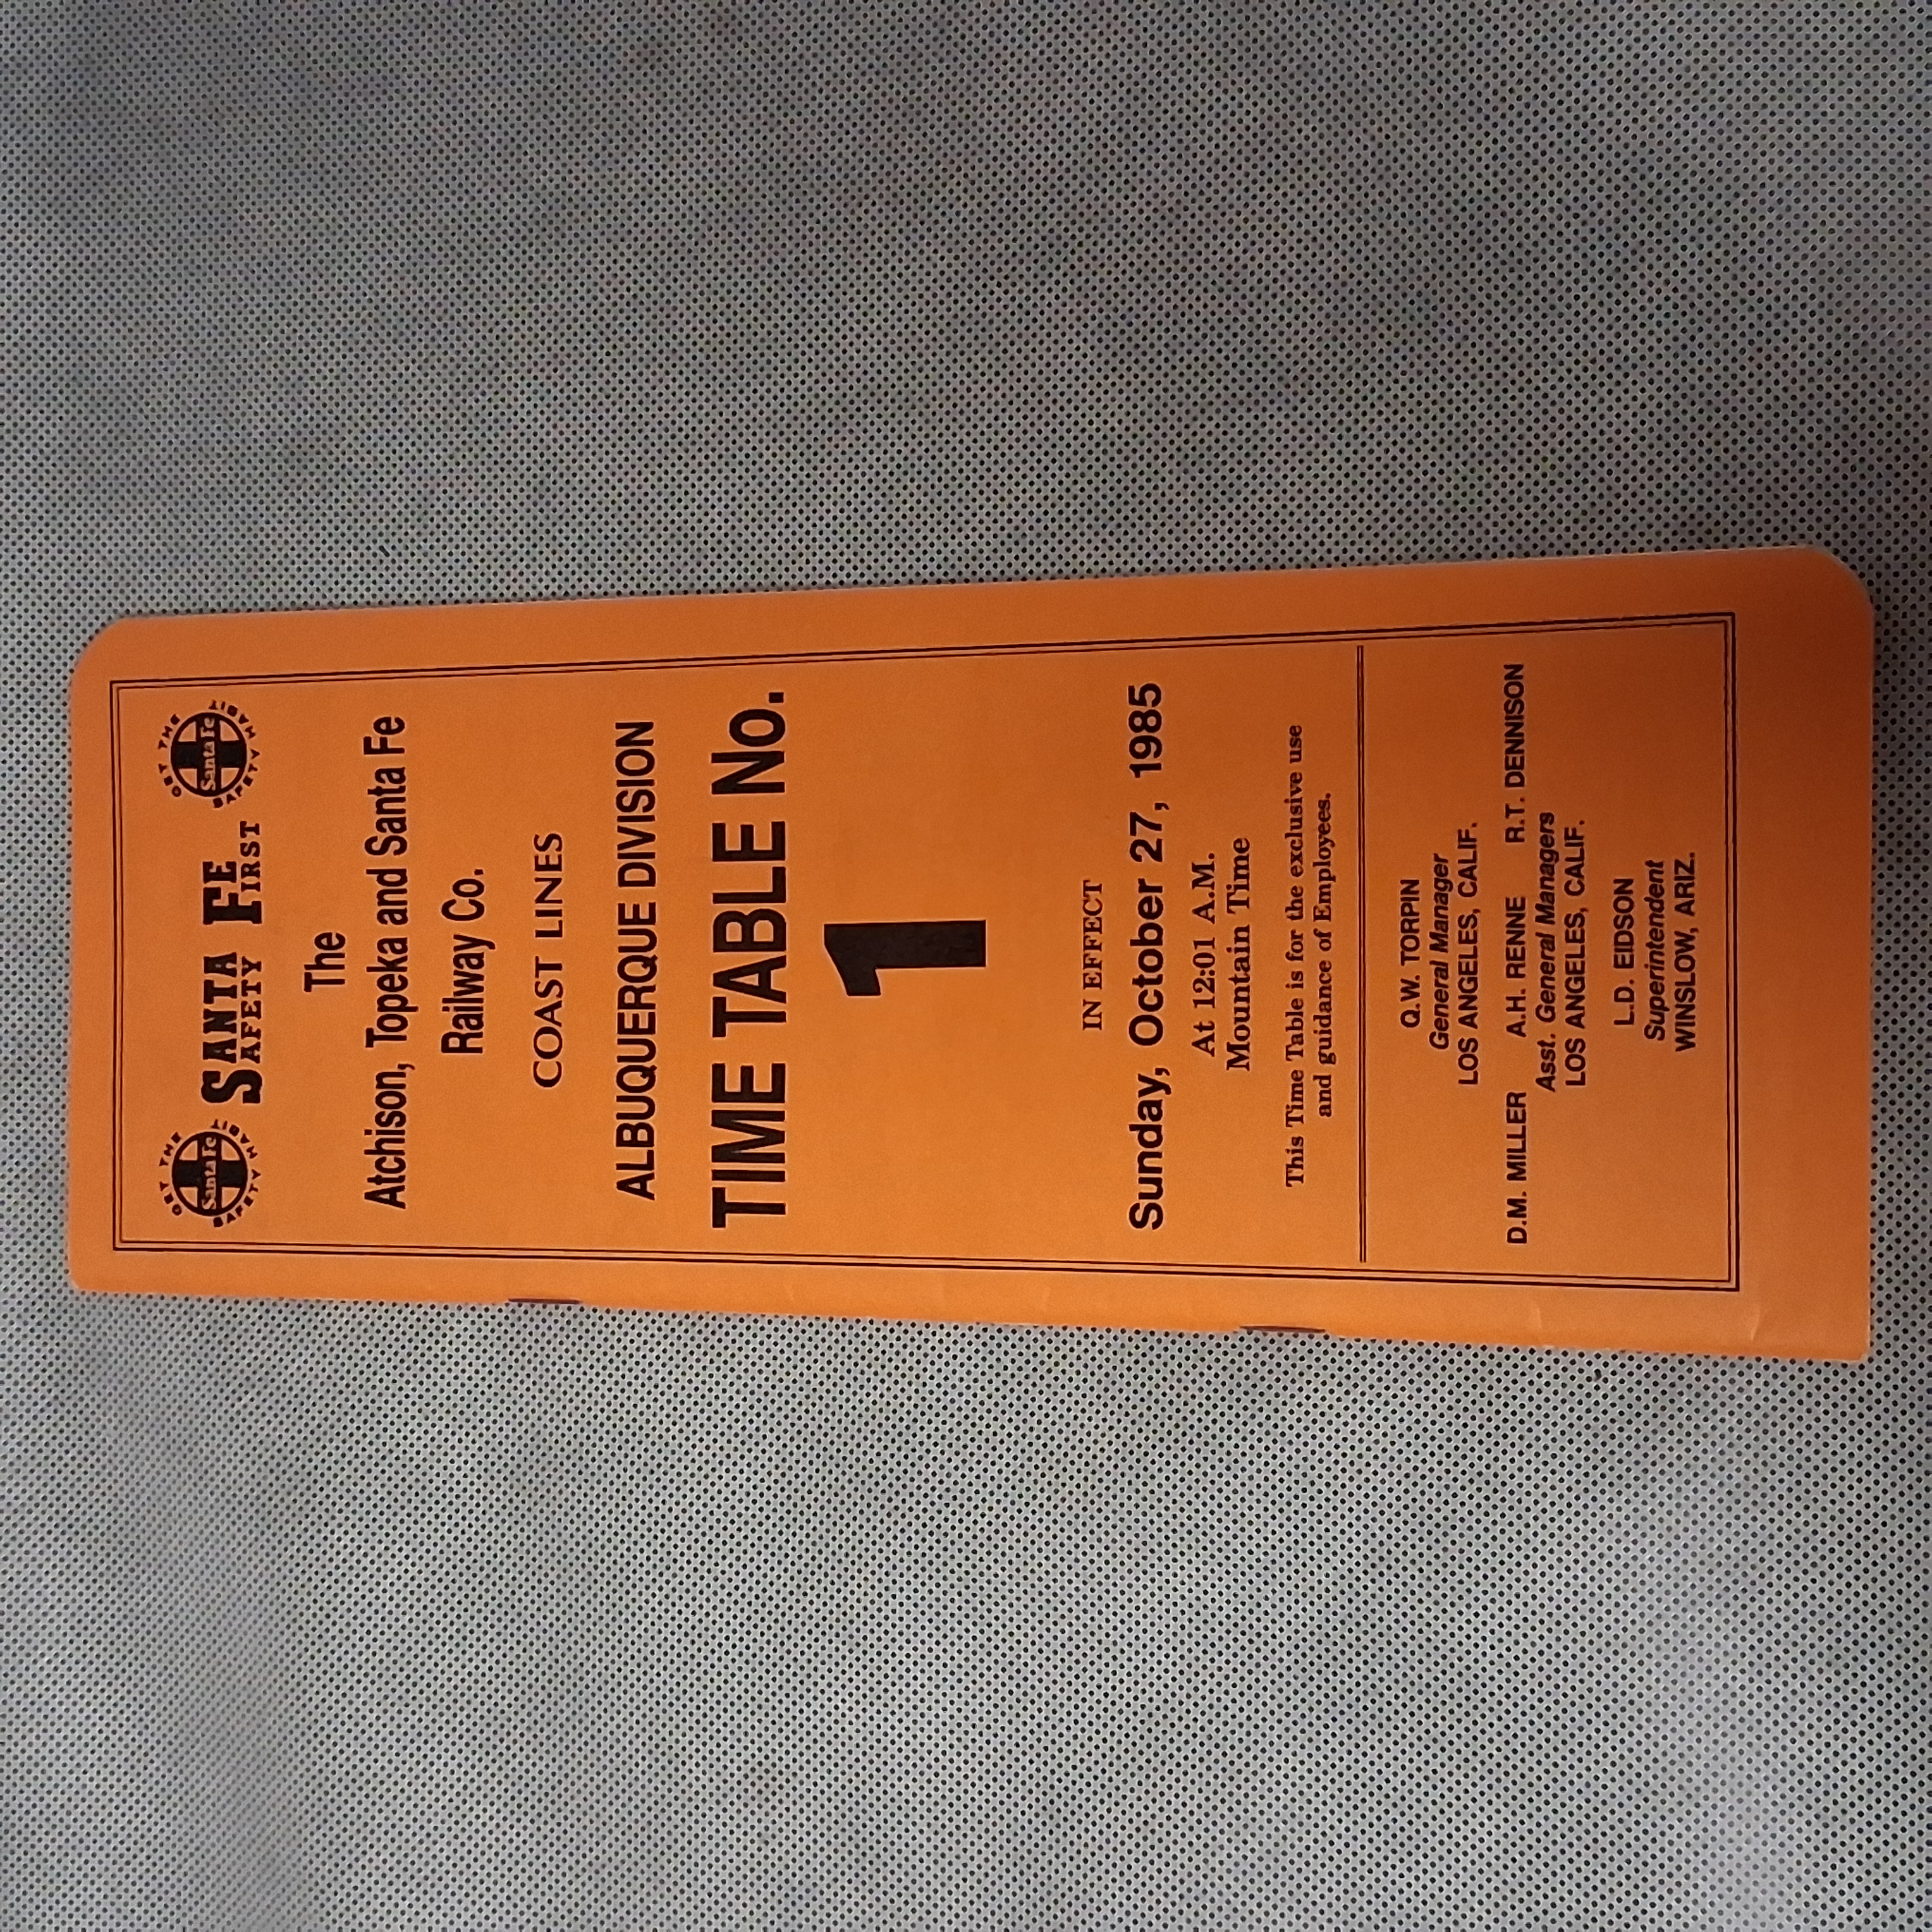 OBEY THE
Santa Fe
SAFETY HABIT
SANTA FE
SAFETY FIRST
OBEY THE
Santa Fe
SAFETY HABIT
The
Atchison, Topeka and Santa Fe
Railway Co.
COAST LINES
ALBUQUERQUE DIVISION
TIME TABLE No.
1
IN EFFECT
Sunday, October 27, 1985
At 12:01 A.M.
Mountain Time
This Time Table is for the exclusive use
and guidance of Employees.
Q.W. TORPIN
General Manager
LOS ANGELES, CALIF.
D.M. MILLER A.H. RENNE R.T. DENNISON
Asst. General Managers
LOS ANGELES, CALIF.
L.D. EIDSON
Superintendent
WINSLOW, ARIZ.